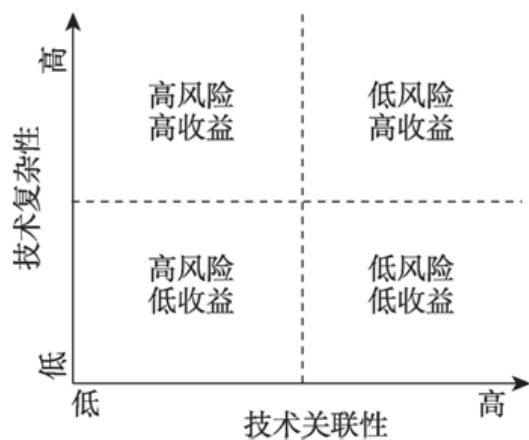 高
技术复杂性
低
高风险
高收益
低风险
高收益
高风险
低收益
低风险
低收益
低
高
技术关联性